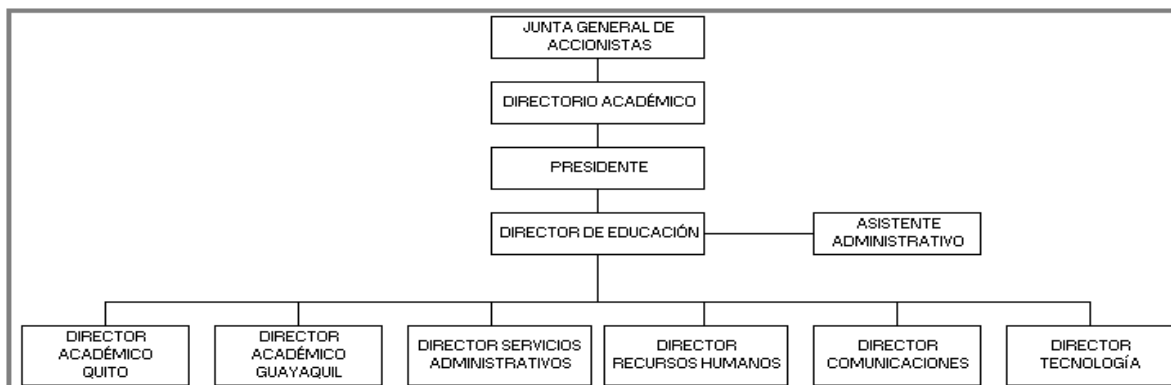 JUNTA GENERAL DE
ACCIONISTAS
DIRECTORIO ACADÉMICO
PRESIDENTE
DIRECTOR DE EDUCACIÓN
ASISTENTE
ADMINISTRATIVO
DIRECTOR
ACADÉMICO
QUITO
DIRECTOR
ACADÉMICO
GUAYAQUIL
DIRECTOR SERVICIOS
ADMINISTRATIVOS
DIRECTOR
RECURSOS HUMANOS
DIRECTOR
COMUNICACIONES
DIRECTOR
TECNOLOGÍA